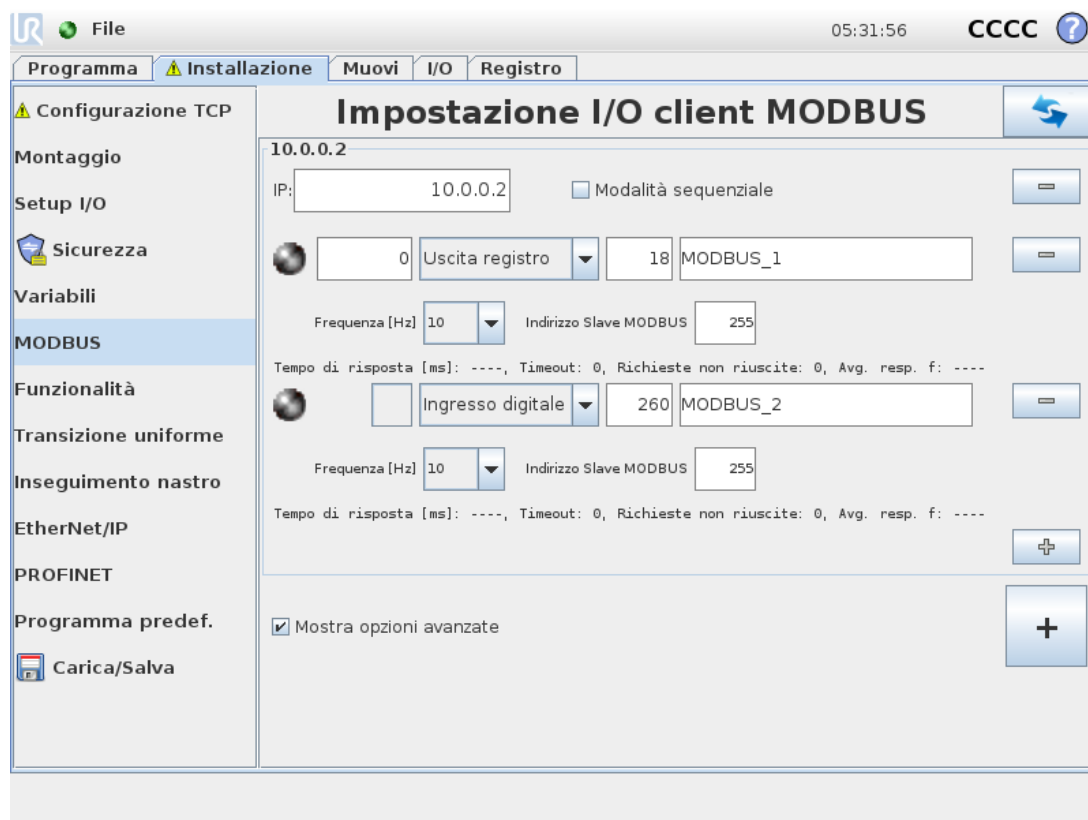 UR File 05:31:56 CCCC ?
Programma Installazione Muovi I/O Registro
Configurazione TCP
Montaggio
Setup I/O
Sicurezza
Variabili
MODBUS
Funzionalità
Transizione uniforme
Inseguimento nastro
EtherNet/IP
PROFINET
Programma predef.
Carica/Salva
Impostazione I/O client MODBUS
10.0.0.2
IP: 10.0.0.2 Modalità sequenziale
0 Uscita registro 18 MODBUS_1
Frequenza [Hz] 10 Indirizzo Slave MODBUS 255
Tempo di risposta [ms]: ----, Timeout: 0, Richieste non riuscite: 0, Avg. resp. f: ----
Ingresso digitale 260 MODBUS_2
Frequenza [Hz] 10 Indirizzo Slave MODBUS 255
Tempo di risposta [ms]: ----, Timeout: 0, Richieste non riuscite: 0, Avg. resp. f: ----
Mostra opzioni avanzate